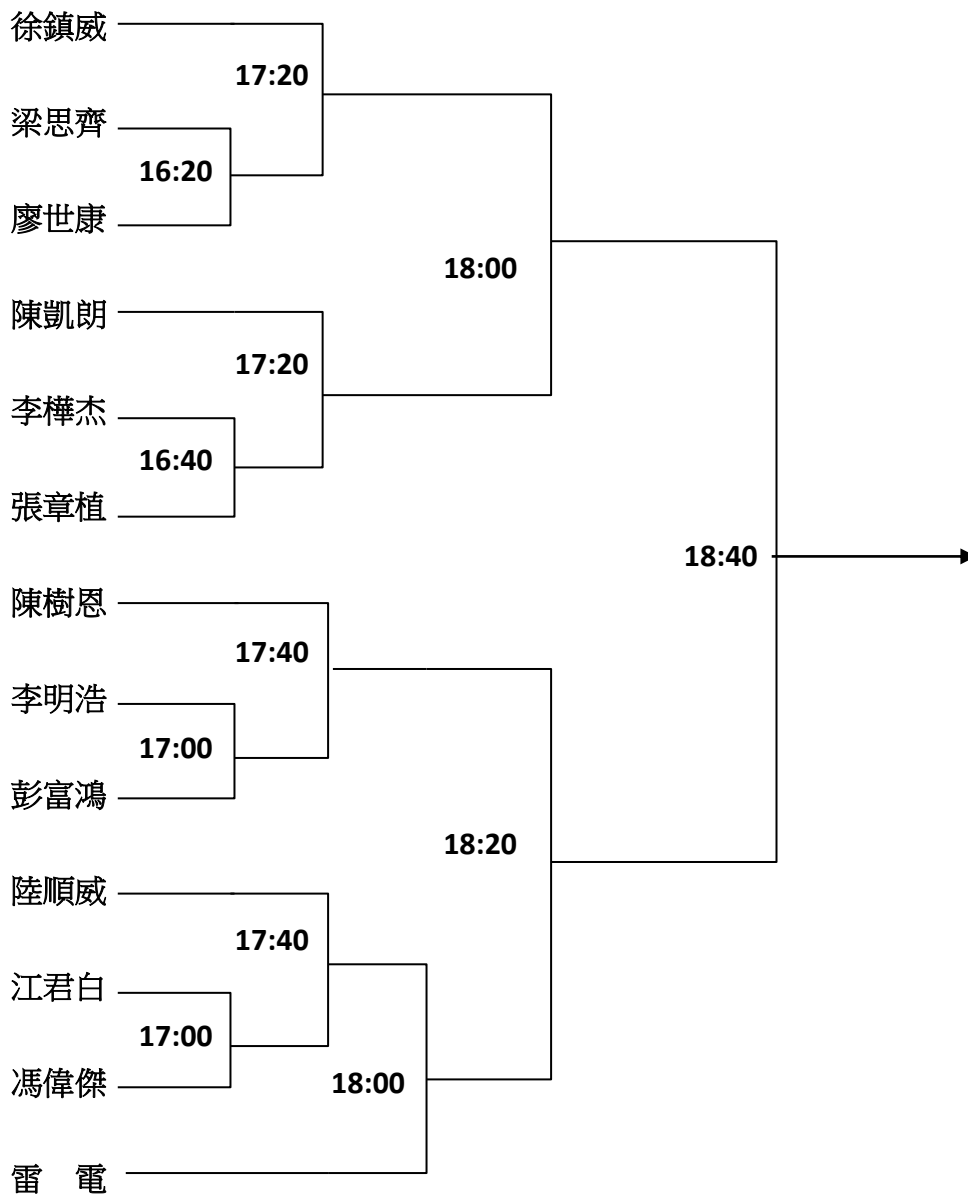 徐鎮威
17:20
梁思齊
16:20
廖世康
18:00
陳凱朗
17:20
李樺杰
16:40
張章植
18:40
陳樹恩
17:40
李明浩
17:00
彭富鴻
18:20
陸順威
17:40
江君白
17:00
馮偉傑
18:00
雷　電